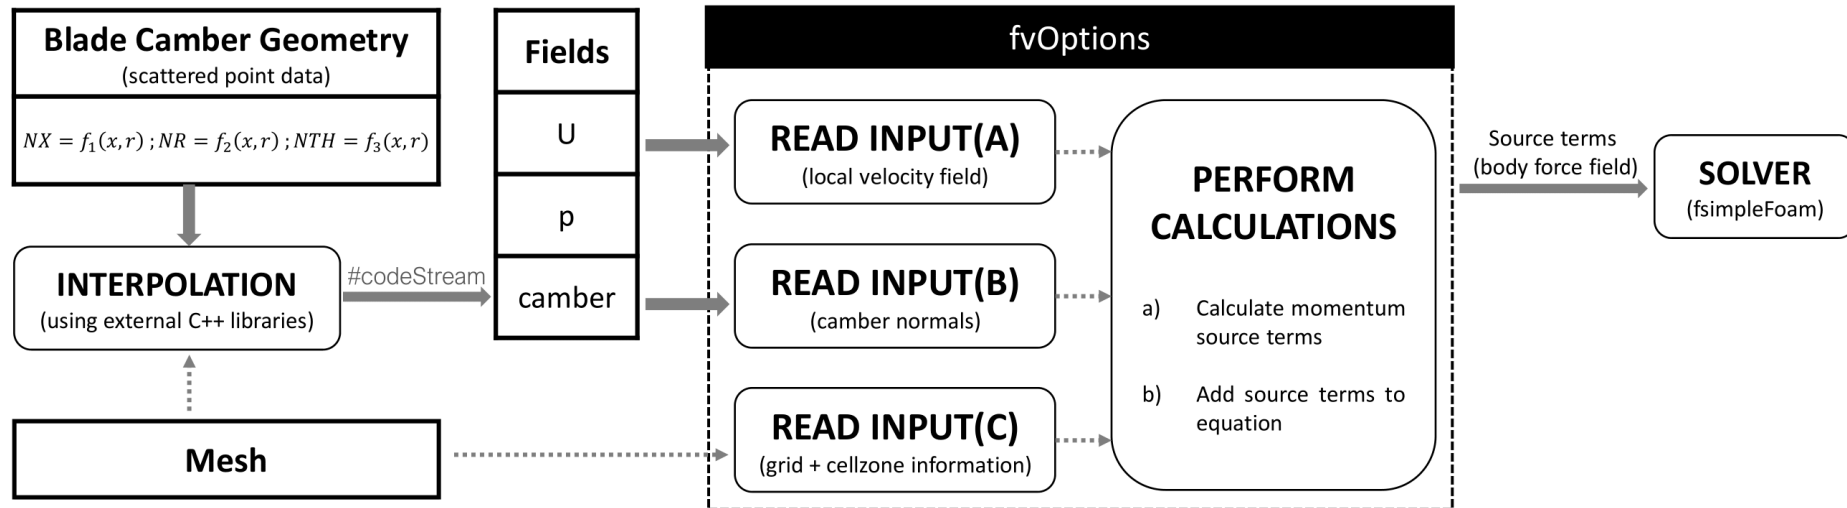 Blade Camber Geometry
(scattered point data)
NX = f₁(x,r) ; NR = f₂(x,r) ; NTH = f₃(x,r)
INTERPOLATION
(using external C++ libraries)
#codeStream
Mesh
Fields
U
p
camber
fvOptions
READ INPUT(A)
(local velocity field)
READ INPUT(B)
(camber normals)
READ INPUT(C)
(grid + cellzone information)
PERFORM
CALCULATIONS
a) Calculate momentum
source terms
b) Add source terms to
equation
Source terms
(body force field)
SOLVER
(fsimpleFoam)